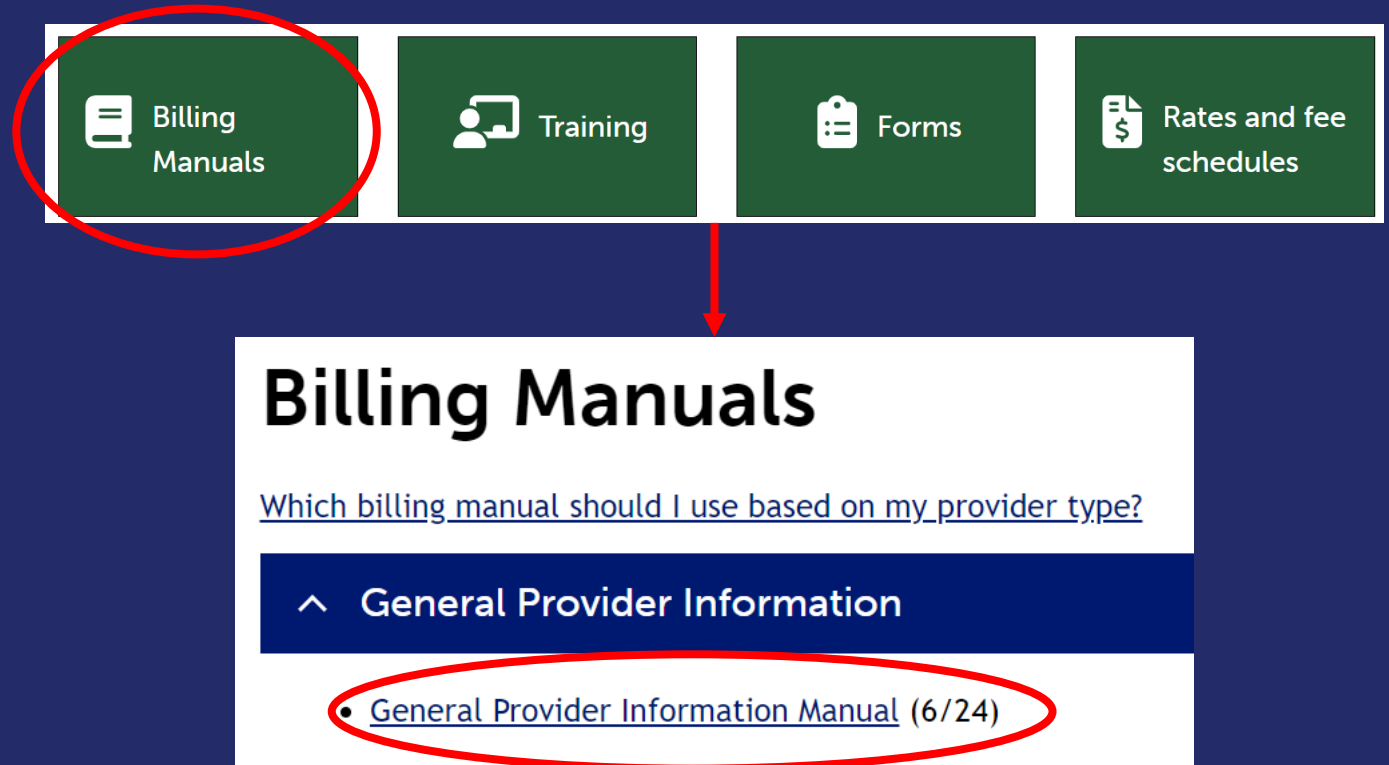 Billing
Manuals
Training
Forms
Rates and fee
schedules
Billing Manuals
Which billing manual should I use based on my provider type?
General Provider Information
• General Provider Information Manual (6/24)